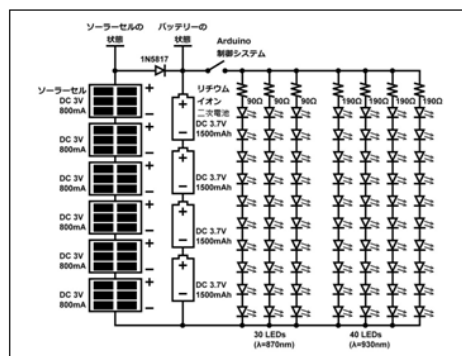 ソーラーセルの
状態
バッテリーの
状態
1N5817
Arduino
制御システム
ソーラーセル
DC 3V
800mA
+
−
DC 3V
800mA
+
−
DC 3V
800mA
+
−
DC 3V
800mA
+
−
DC 3V
800mA
+
−
DC 3V
800mA
+
−
リチウム
イオン
二次電池
DC 3.7V
1500mAh
DC 3.7V
1500mAh
DC 3.7V
1500mAh
DC 3.7V
1500mAh
90Ω
90Ω
90Ω
190Ω
190Ω
190Ω
190Ω
30 LEDs
(λ=870nm)
40 LEDs
(λ=930nm)